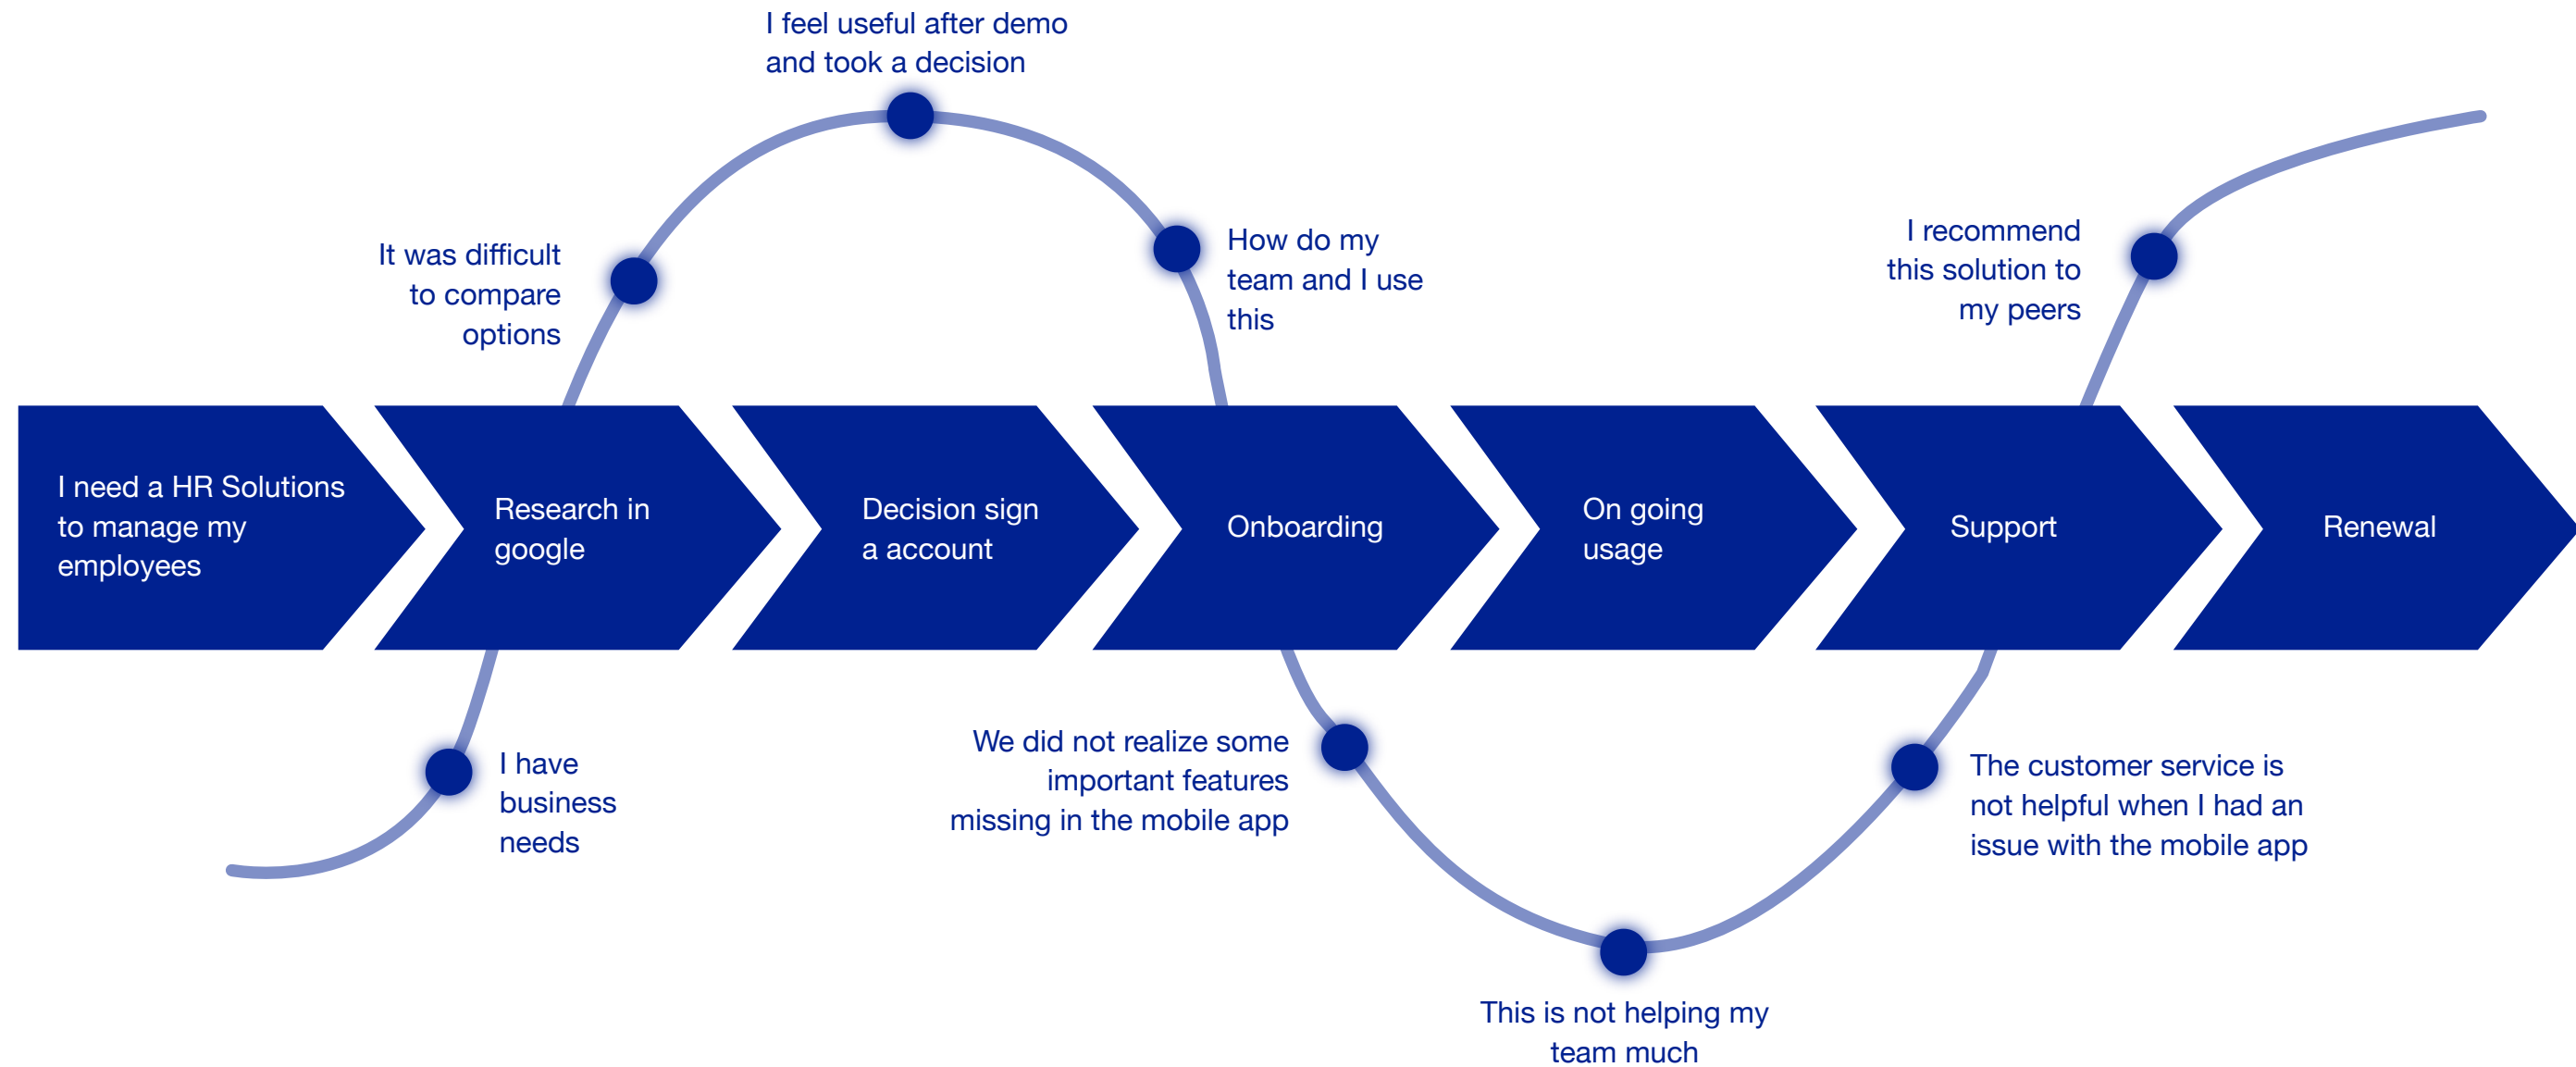 I feel useful after demo
and took a decision
It was difficult
to compare
options
How do my
team and I use
this
I recommend
this solution to
my peers
I need a HR Solutions
to manage my
employees
Research in
google
Decision sign
a account
Onboarding
On going
usage
Support
Renewal
I have
business
needs
We did not realize some
important features
missing in the mobile app
The customer service is
not helpful when I had an
issue with the mobile app
This is not helping my
team much